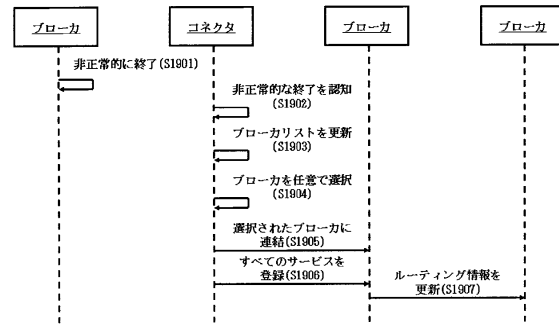 ブローカ
コネクタ
ブローカ
ブローカ
非正常的に終了(S1901)
非正常的な終了を認知
(S1902)
ブローカリストを更新
(S1903)
ブローカを任意で選択
(S1904)
選択されたブローカに
連結(S1905)
すべてのサービスを
登録(S1906)
ルーティング情報を
更新(S1907)